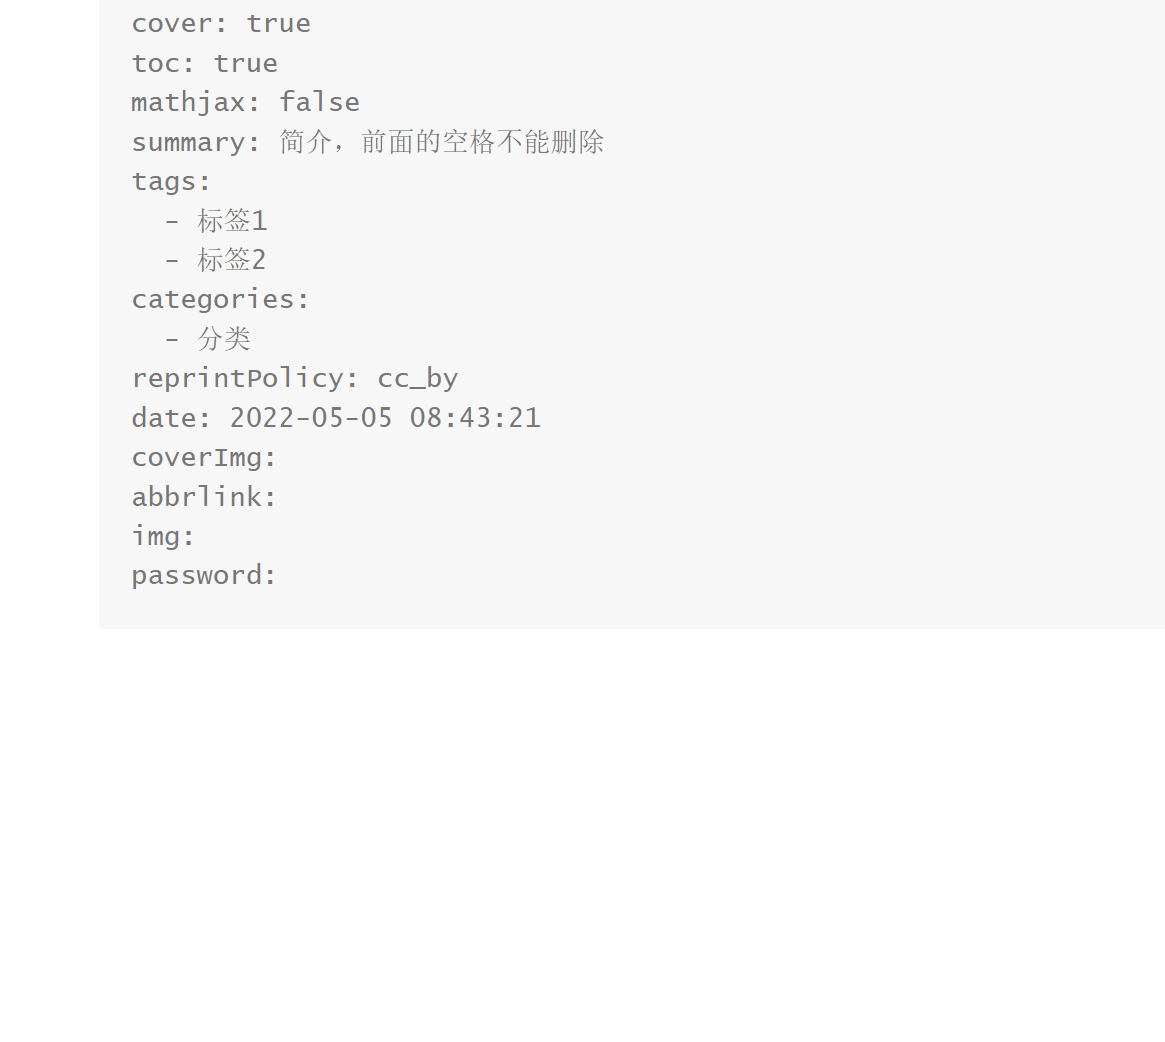 cover: true
toc: true
mathjax: false
summary: 简介，前面的空格不能删除
tags:
  - 标签1
  - 标签2
categories:
  - 分类
reprintPolicy: cc_by
date: 2022-05-05 08:43:21
coverImg:
abbrlink:
img:
password: